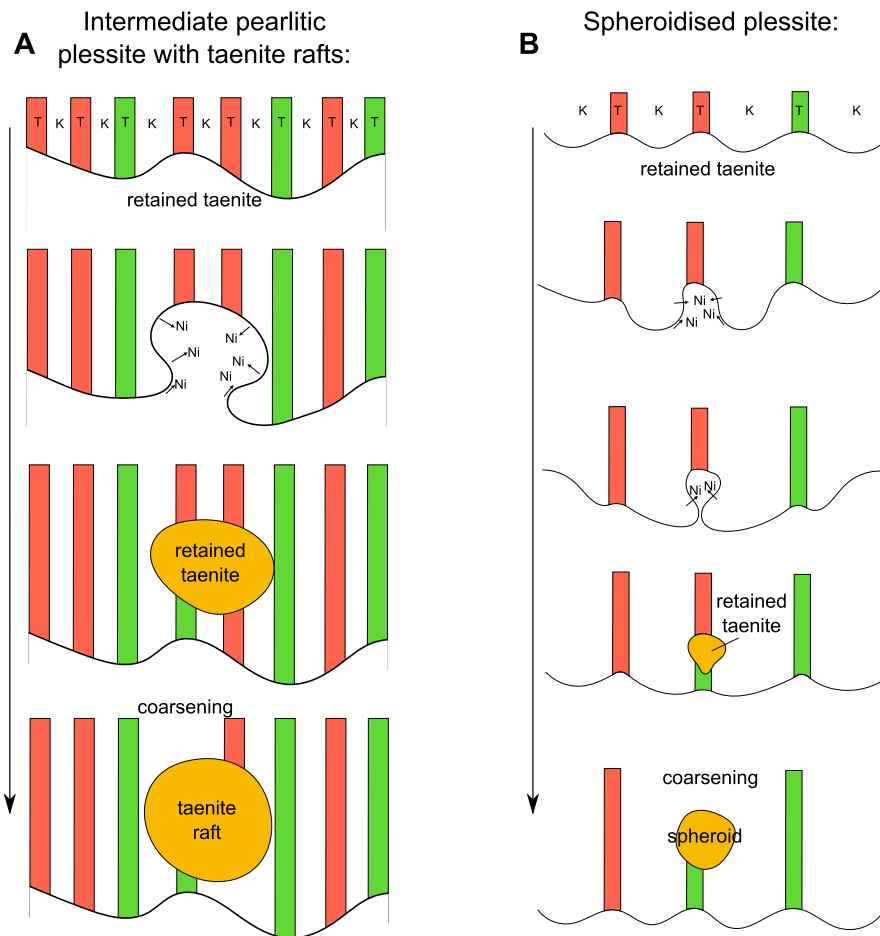 A
Intermediate pearlitic
plessite with taenite rafts:
T K T K T K T K T K T K T K T
retained taenite
Ni
Ni
Ni
Ni
Ni
Ni
retained
taenite
coarsening
taenite
raft
B
Spheroidised plessite:
K T K T K T K
retained taenite
Ni
Ni
Ni
Ni
Ni
retained
taenite
coarsening
spheroid